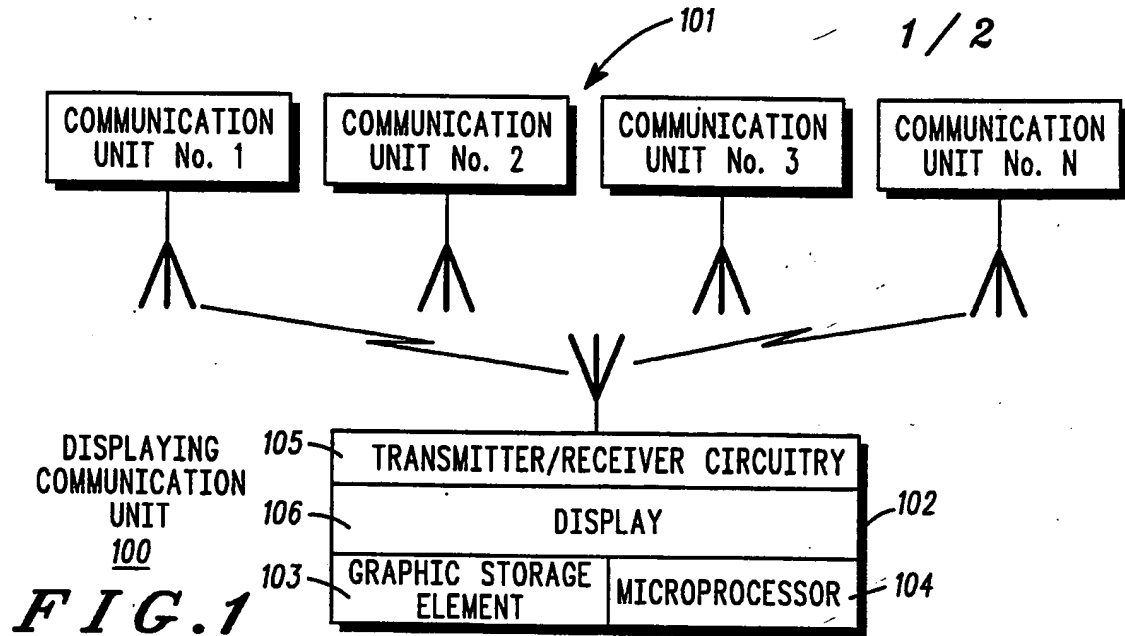 101
1/2
COMMUNICATION
UNIT No. 1
COMMUNICATION
UNIT No. 2
COMMUNICATION
UNIT No. 3
COMMUNICATION
UNIT No. N
DISPLAYING
COMMUNICATION
UNIT
100
105
TRANSMITTER/RECEIVER CIRCUITRY
106
DISPLAY
102
103
GRAPHIC STORAGE
ELEMENT
MICROPROCESSOR
104
FIG.1